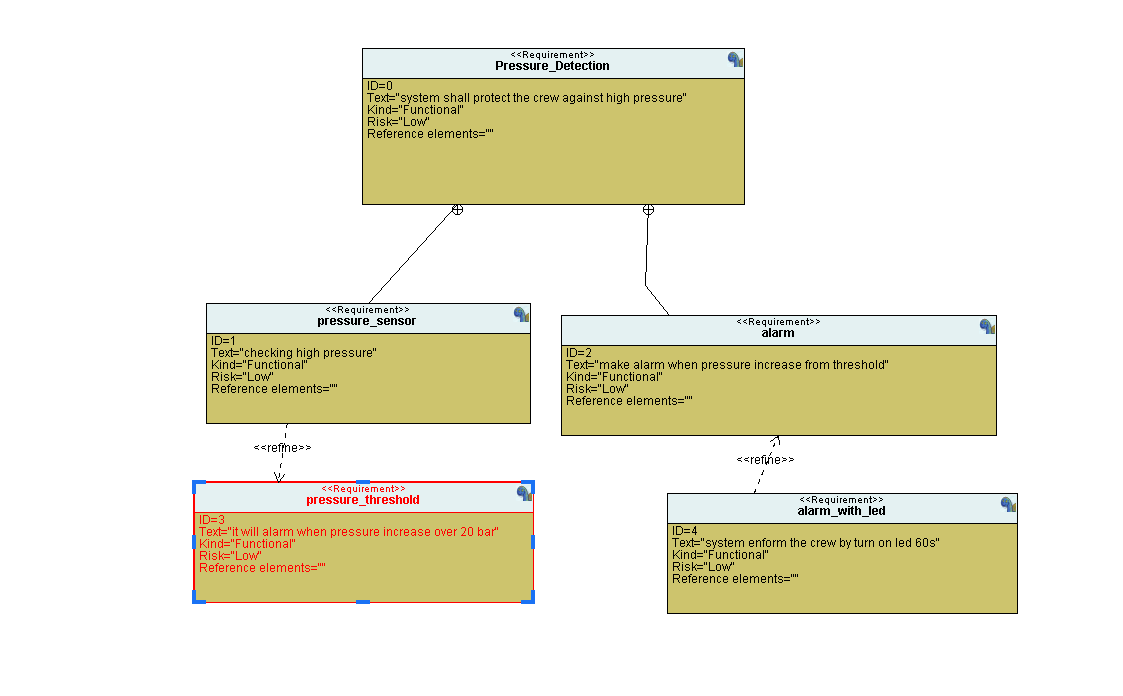 <<Requirement>>
Pressure_Detection
ID=0
Text="system shall protect the crew against high pressure"
Kind="Functional"
Risk="Low"
Reference elements=""
<<Requirement>>
pressure_sensor
ID=1
Text="checking high pressure"
Kind="Functional"
Risk="Low"
Reference elements=""
<<Requirement>>
alarm
ID=2
Text="make alarm when pressure increase from threshold"
Kind="Functional"
Risk="Low"
Reference elements=""
<<refine>>
<<refine>>
<<Requirement>>
pressure_threshold
ID=3
Text="it will alarm when pressure increase over 20 bar"
Kind="Functional"
Risk="Low"
Reference elements=""
<<Requirement>>
alarm_with_led
ID=4
Text="system enform the crew by turn on led 60s"
Kind="Functional"
Risk="Low"
Reference elements=""